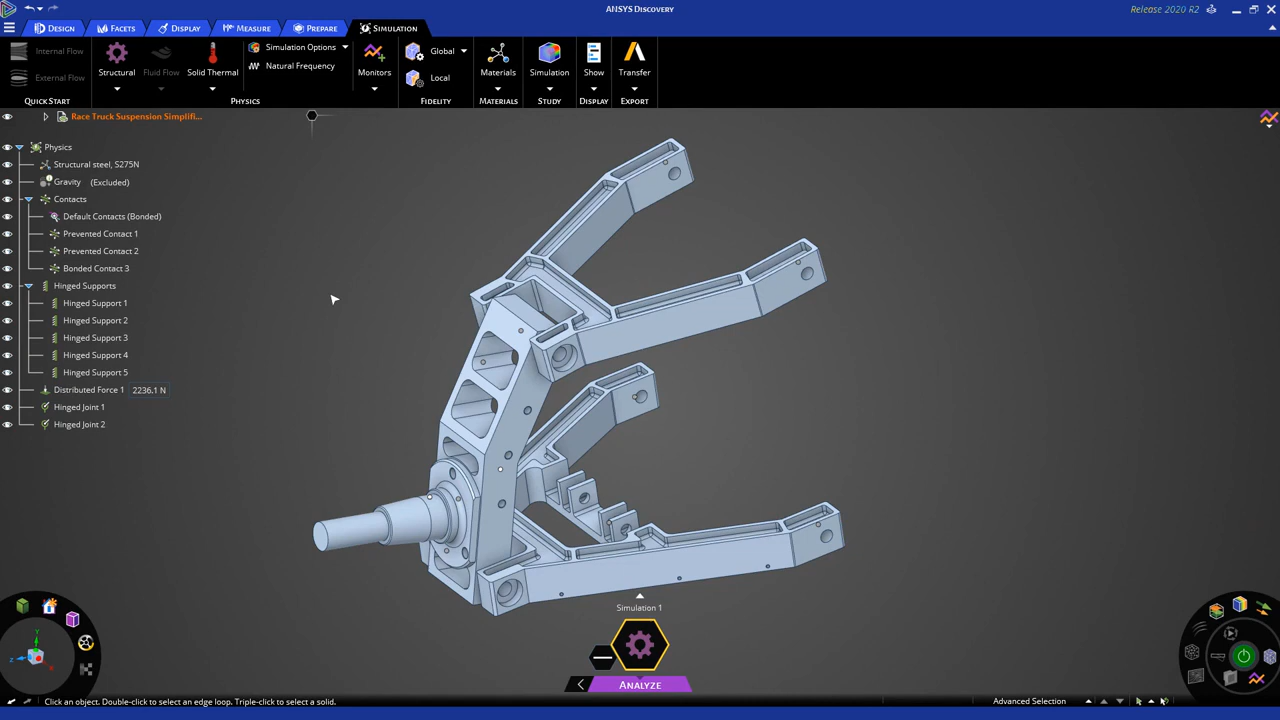 ANSYS Discovery
Release 2020 R2
DESIGN
FACETS
DISPLAY
MEASURE
PREPARE
SIMULATION
Internal Flow
External Flow
QUICK START
Structural
Fluid Flow
Solid Thermal
Simulation Options
Natural Frequency
PHYSICS
Monitors
Global
Local
FIDELITY
Materials
MATERIALS
Simulation
STUDY
Show
DISPLAY
Transfer
EXPORT
Race Truck Suspension Simplifi...
Physics
Structural steel, S275N
Gravity (Excluded)
Contacts
Default Contacts (Bonded)
Prevented Contact 1
Prevented Contact 2
Bonded Contact 3
Hinged Supports
Hinged Support 1
Hinged Support 2
Hinged Support 3
Hinged Support 4
Hinged Support 5
Distributed Force 1 2236.1 N
Hinged Joint 1
Hinged Joint 2
Simulation 1
ANALYZE
Click an object. Double-click to select an edge loop. Triple-click to select a solid.
Advanced Selection